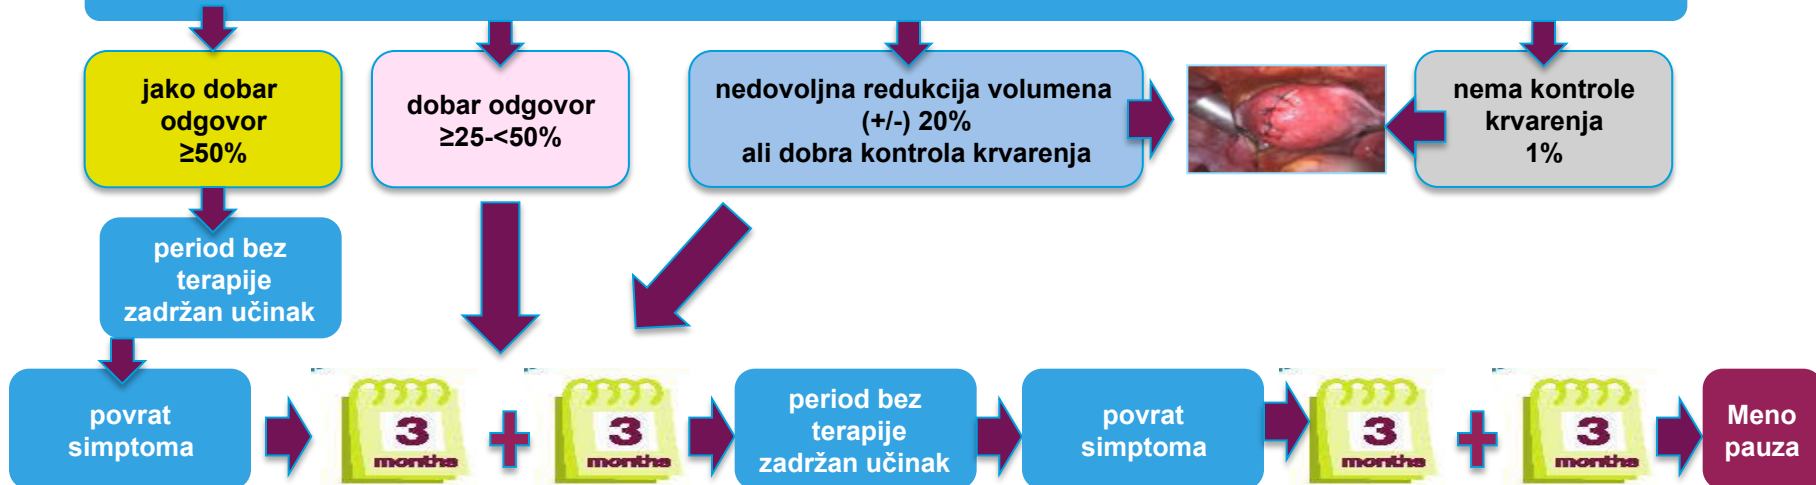 jako dobar
odgovor
≥50%
dobar odgovor
≥25-<50%
nedovoljna redukcija volumena
(+/-) 20%
ali dobra kontrola krvarenja
nema kontrole
krvarenja
1%
period bez
terapije
zadržan učinak
povrat
simptoma
3
months
3
months
period bez
terapije
zadržan učinak
povrat
simptoma
3
months
3
months
Meno
pauza